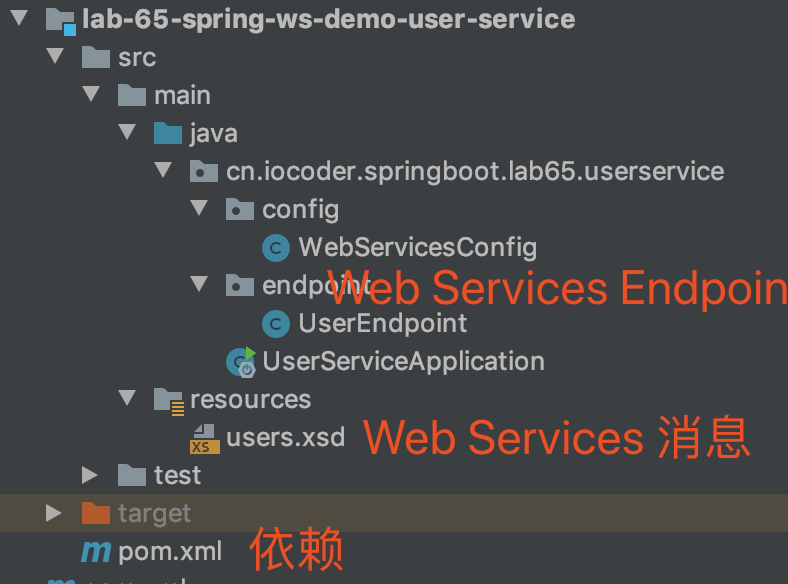 lab-65-spring-ws-demo-user-service
src
main
java
cn.iocoder.springboot.lab65.userservice
config
C WebServicesConfig
endpoint Web Services Endpoin
C UserEndpoint
UserServiceApplication
resources
XS users.xsd Web Services 消息
test
target
m pom.xml 依赖